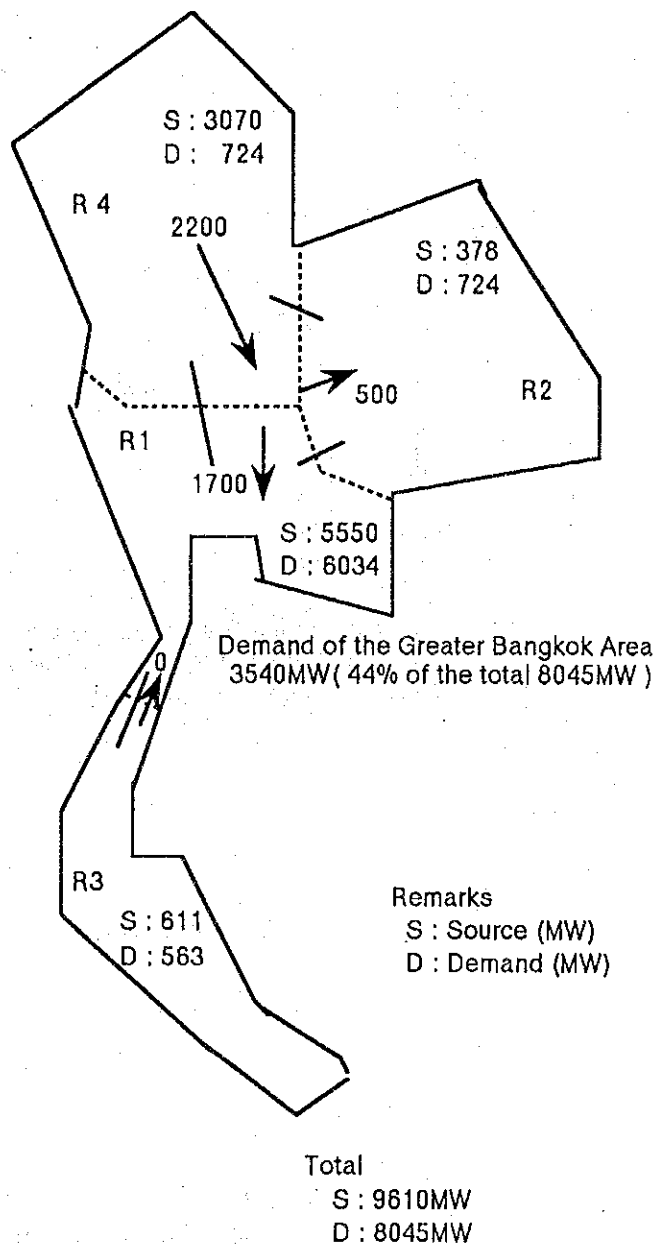 S : 3070
D : 724
R 4
2200
S : 378
D : 724
500
R2
R1
1700
S : 5550
D : 6034
Demand of the Greater Bangkok Area
3540MW ( 44% of the total 8045MW )
0
R3
S : 611
D : 563
Remarks
S : Source (MW)
D : Demand (MW)
Total
S : 9610MW
D : 8045MW